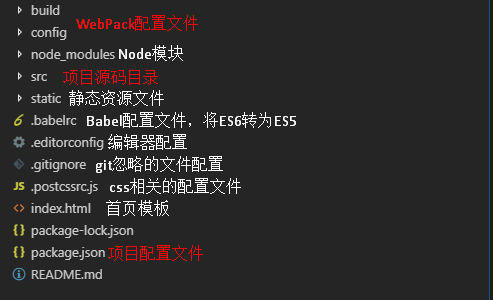 build
config WebPack配置文件
node_modules Node模块
src 项目源码目录
static 静态资源文件
.babelrc Babel配置文件，将ES6转为ES5
.editorconfig 编辑器配置
.gitignore git忽略的文件配置
JS .postcssrc.js css相关的配置文件
<> index.html 首页模板
{} package-lock.json
{} package.json 项目配置文件
README.md